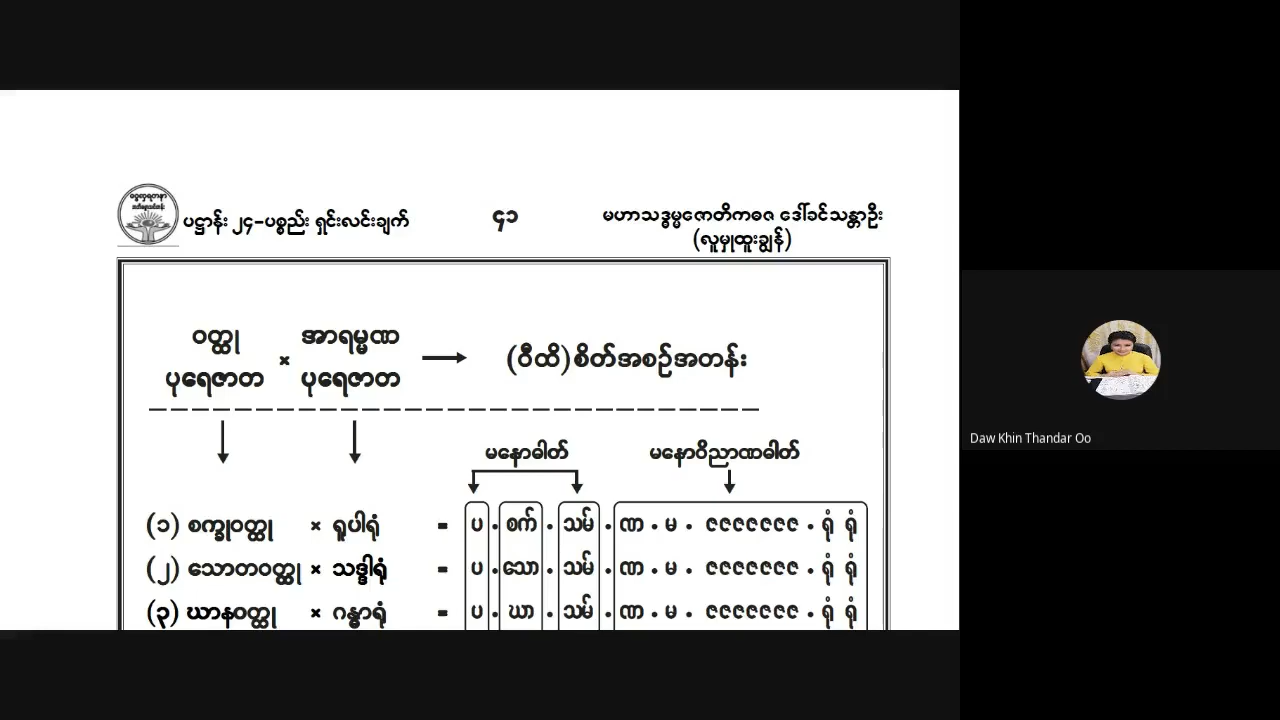 ပဋ္ဌာန်း ၂၄-ပစ္စည်း ရှင်းလင်းချက်
၄၁
မဟာသဒ္ဓမ္မဇောတိကဓဇ ဒေါ်ခင်သန္တာဦး
(လူမှုထူးချွန်)
ဝတ္ထု အာရမ္မဏ
× → (ဝီထိ)စိတ်အစဉ်အတန်း
ပုရေဇာတ ပုရေဇာတ
မနောဓါတ် မနောဝိညာဏဓါတ်
(၁) စက္ခုဝတ္ထု × ရူပါရုံ = ပ . စက် . သမ် . ဏ . မ . ဇဇဇဇဇဇဇ . ရုံ ရုံ
(၂) သောတဝတ္ထု × သဒ္ဒါရုံ = ပ . သော . သမ် . ဏ . မ . ဇဇဇဇဇဇဇ . ရုံ ရုံ
(၃) ဃာနဝတ္ထု × ဂန္ဓာရုံ = ပ . ဃာ . သမ် . ဏ . မ . ဇဇဇဇဇဇဇ . ရုံ ရုံ
Daw Khin Thandar Oo